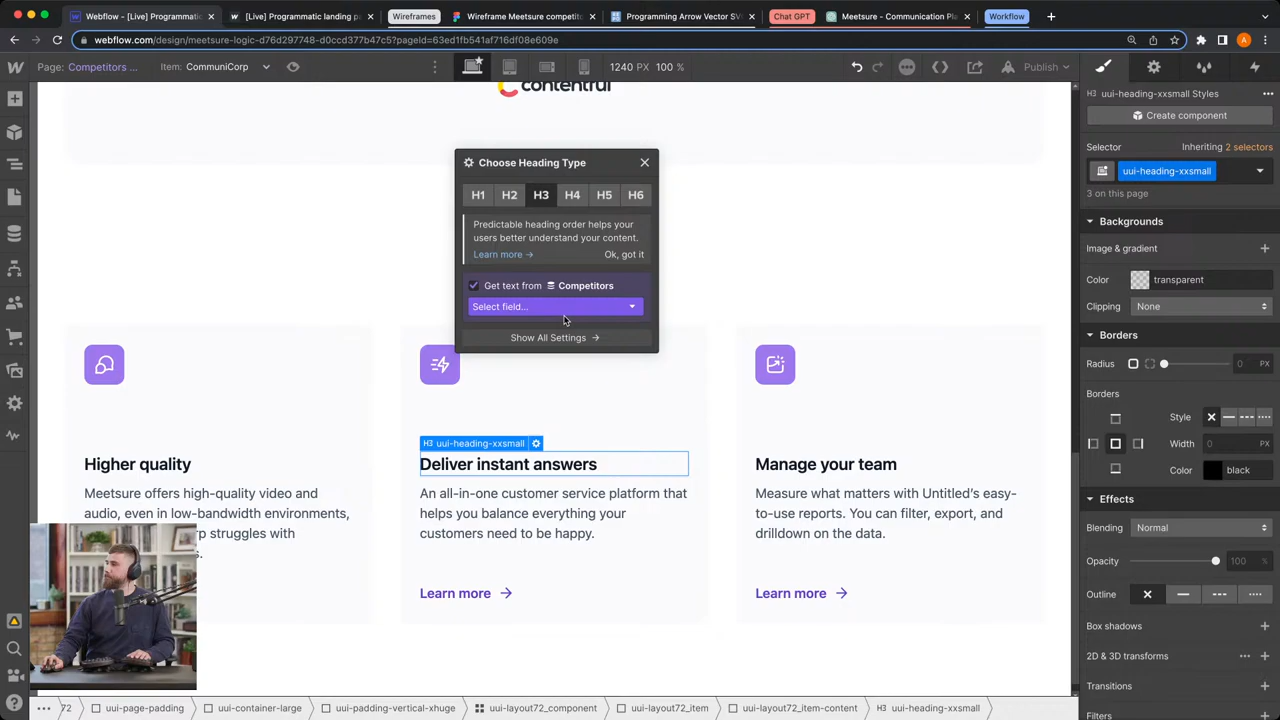 Webflow - [Live] Programmatic
[Live] Programmatic landing pa
Wireframes
Wireframe Meetsure competito
Programming Arrow Vector SV
Chat GPT
Meetsure - Communication Pla
Workflow
webflow.com/design/meetsure-logic-d76d297748-d0ccd377b47c5?pageId=63ed1fb541af716df08e609e
Page: Competitors ...
Item: CommuniCorp
1240 PX 100 %
Publish
contentful
Choose Heading Type
H1 H2 H3 H4 H5 H6
Predictable heading order helps your
users better understand your content.
Learn more → Ok, got it
Get text from Competitors
Select field...
Show All Settings →
H3 uui-heading-xxsmall
Higher quality
Meetsure offers high-quality video and
audio, even in low-bandwidth environments,
rp struggles with
s.
Deliver instant answers
An all-in-one customer service platform that
helps you balance everything your
customers need to be happy.
Learn more →
Manage your team
Measure what matters with Untitled's easy-
to-use reports. You can filter, export, and
drilldown on the data.
Learn more →
H3 uui-heading-xxsmall Styles
Create component
Selector
Inheriting 2 selectors
uui-heading-xxsmall
3 on this page
Backgrounds
Image & gradient
Color transparent
Clipping None
Borders
Radius 0 PX
Borders
Style
Width 0 PX
Color black
Effects
Blending Normal
Opacity 100 %
Outline
Box shadows
2D & 3D transforms
Transitions
Filters
72 uui-page-padding uui-container-large uui-padding-vertical-xhuge uui-layout72_component uui-layout72_item uui-layout72_item-content H3 uui-heading-xxsmall